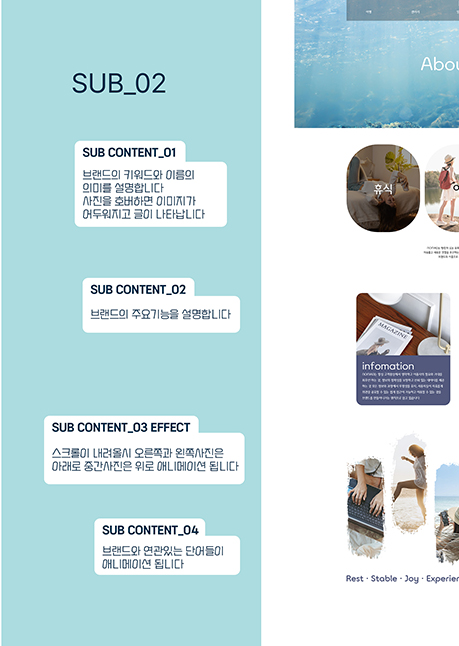 SUB_02
SUB CONTENT_01
브랜드의 키워드와 이름의
의미를 설명합니다
사진을 호버하면 이미지가
어두워지고 글이 나타납니다
SUB CONTENT_02
브랜드의 주요기능을 설명합니다
SUB CONTENT_03 EFFECT
스크롤이 내려올시 오른쪽과 왼쪽사진은
아래로 중간사진은 위로 애니메이션 됩니다
SUB CONTENT_04
브랜드와 연관있는 단어들이
애니메이션 됩니다
Abou
휴식
MAGAZINE
infomation
Rest · Stable · Joy · Experien